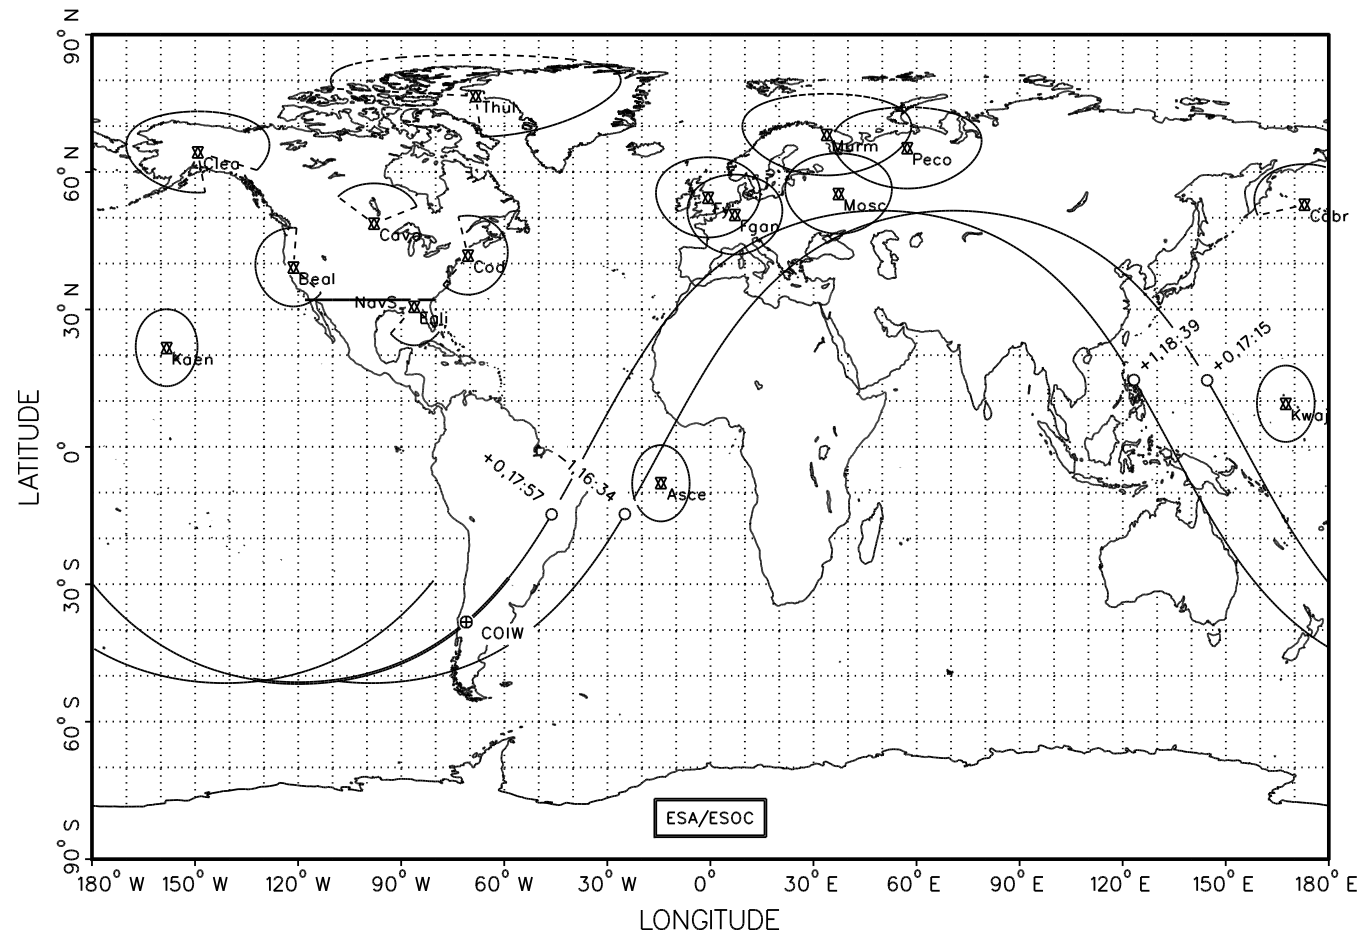 90° N
60° N
30° N
0°
30° S
60° S
90° S
LATITUDE
Thul
Clea
Murm
Peco
Mosc
Fgan
Cobr
Cava
Cod
Beal
NavS
Egli
Kaen
Kwaj
Asce
+1,18:39
+0,17:15
+0,17:57
-1,16:34
COIW
ESA/ESOC
180° W 150° W 120° W 90° W 60° W 30° W 0° 30° E 60° E 90° E 120° E 150° E 180° E
LONGITUDE